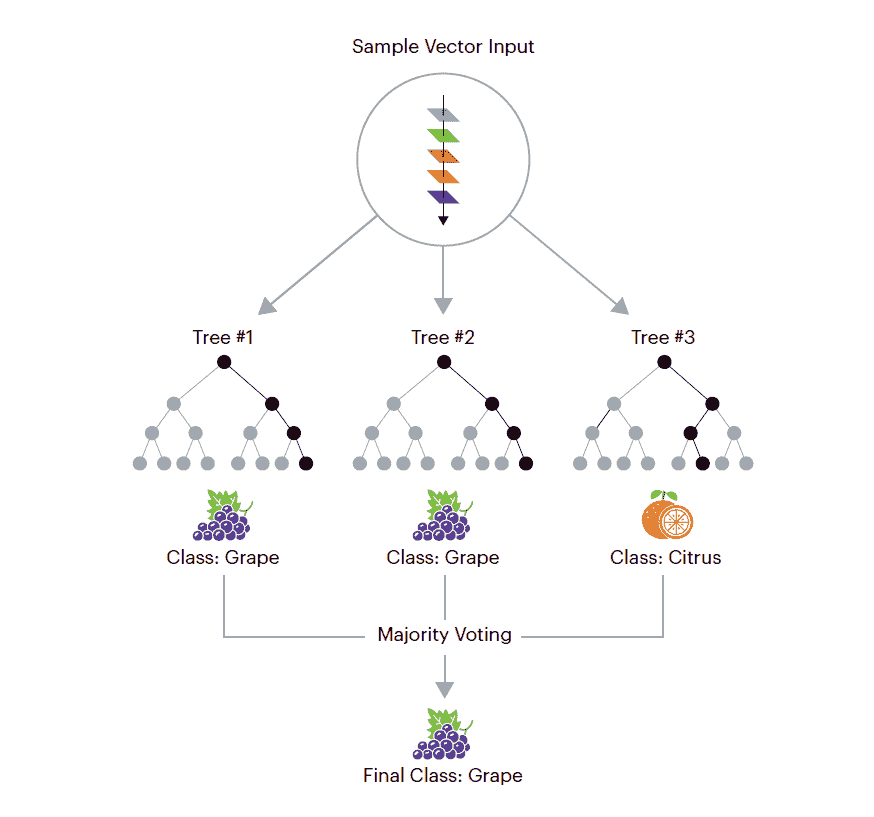 Sample Vector Input
Tree #1
Tree #2
Tree #3
Class: Grape
Class: Grape
Class: Citrus
Majority Voting
Final Class: Grape